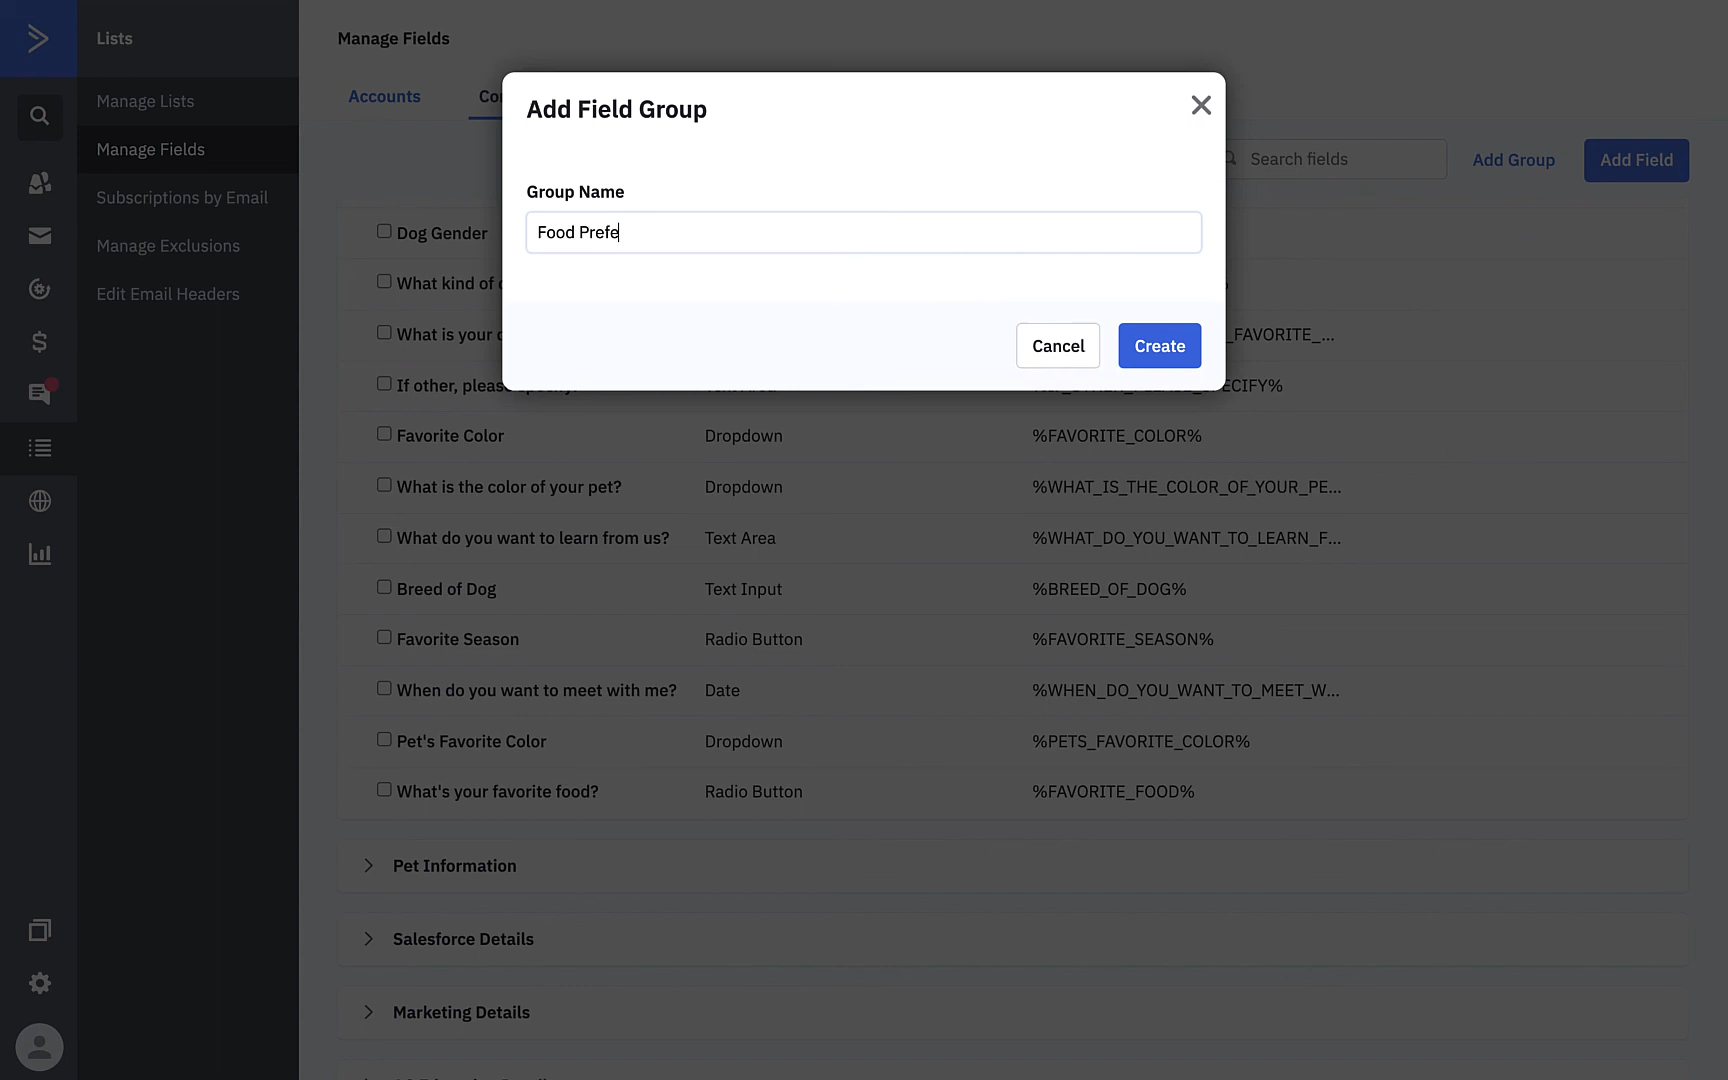 Lists
Manage Lists
Manage Fields
Subscriptions by Email
Manage Exclusions
Edit Email Headers
Manage Fields
Accounts
Add Field Group
Group Name
Food Prefe
Cancel
Create
Search fields
Add Group
Add Field
Dog Gender
What kind of
What is your
_FAVORITE_...
If other,
Favorite Color Dropdown %FAVORITE_COLOR%
What is the color of your pet? Dropdown %WHAT_IS_THE_COLOR_OF_YOUR_PE...
What do you want to learn from us? Text Area %WHAT_DO_YOU_WANT_TO_LEARN_F...
Breed of Dog Text Input %BREED_OF_DOG%
Favorite Season Radio Button %FAVORITE_SEASON%
When do you want to meet with me? Date %WHEN_DO_YOU_WANT_TO_MEET_W...
Pet's Favorite Color Dropdown %PETS_FAVORITE_COLOR%
What's your favorite food? Radio Button %FAVORITE_FOOD%
Pet Information
Salesforce Details
Marketing Details